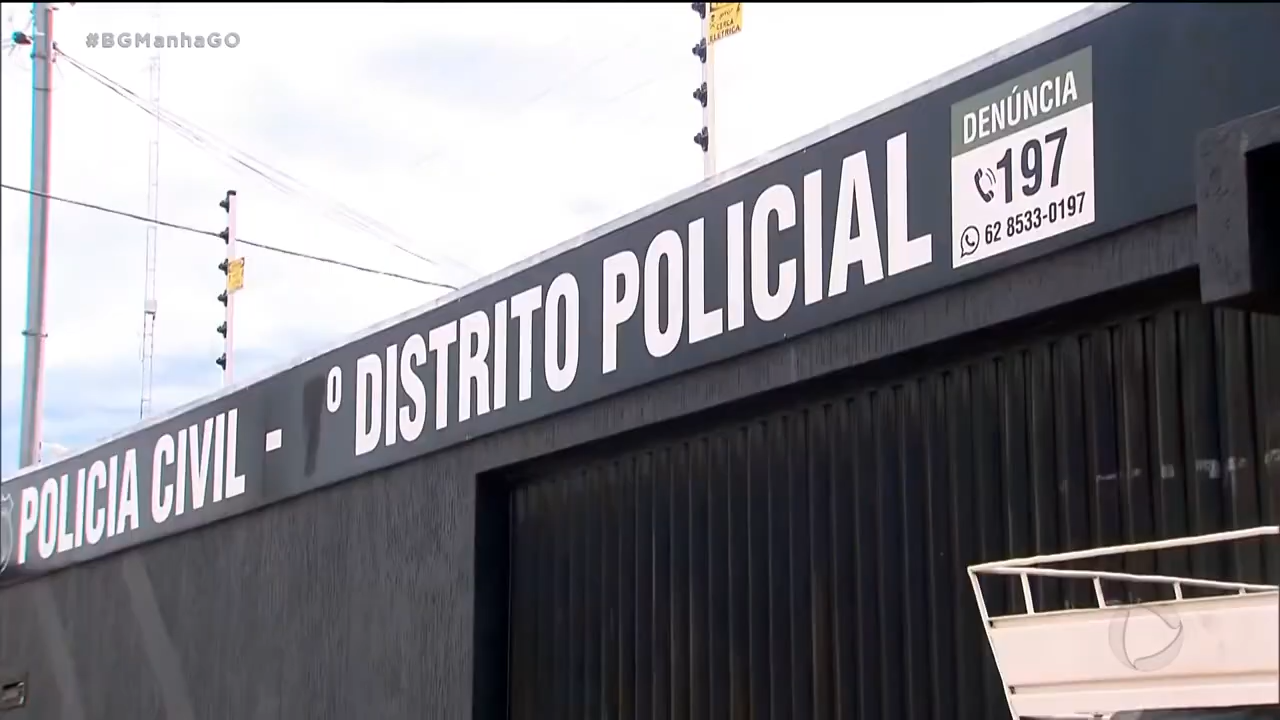 #BGManhaGO
CERCA
ELÉTRICA
POLICIA CIVIL - º DISTRITO POLICIAL
DENÚNCIA
197
62 8533-0197